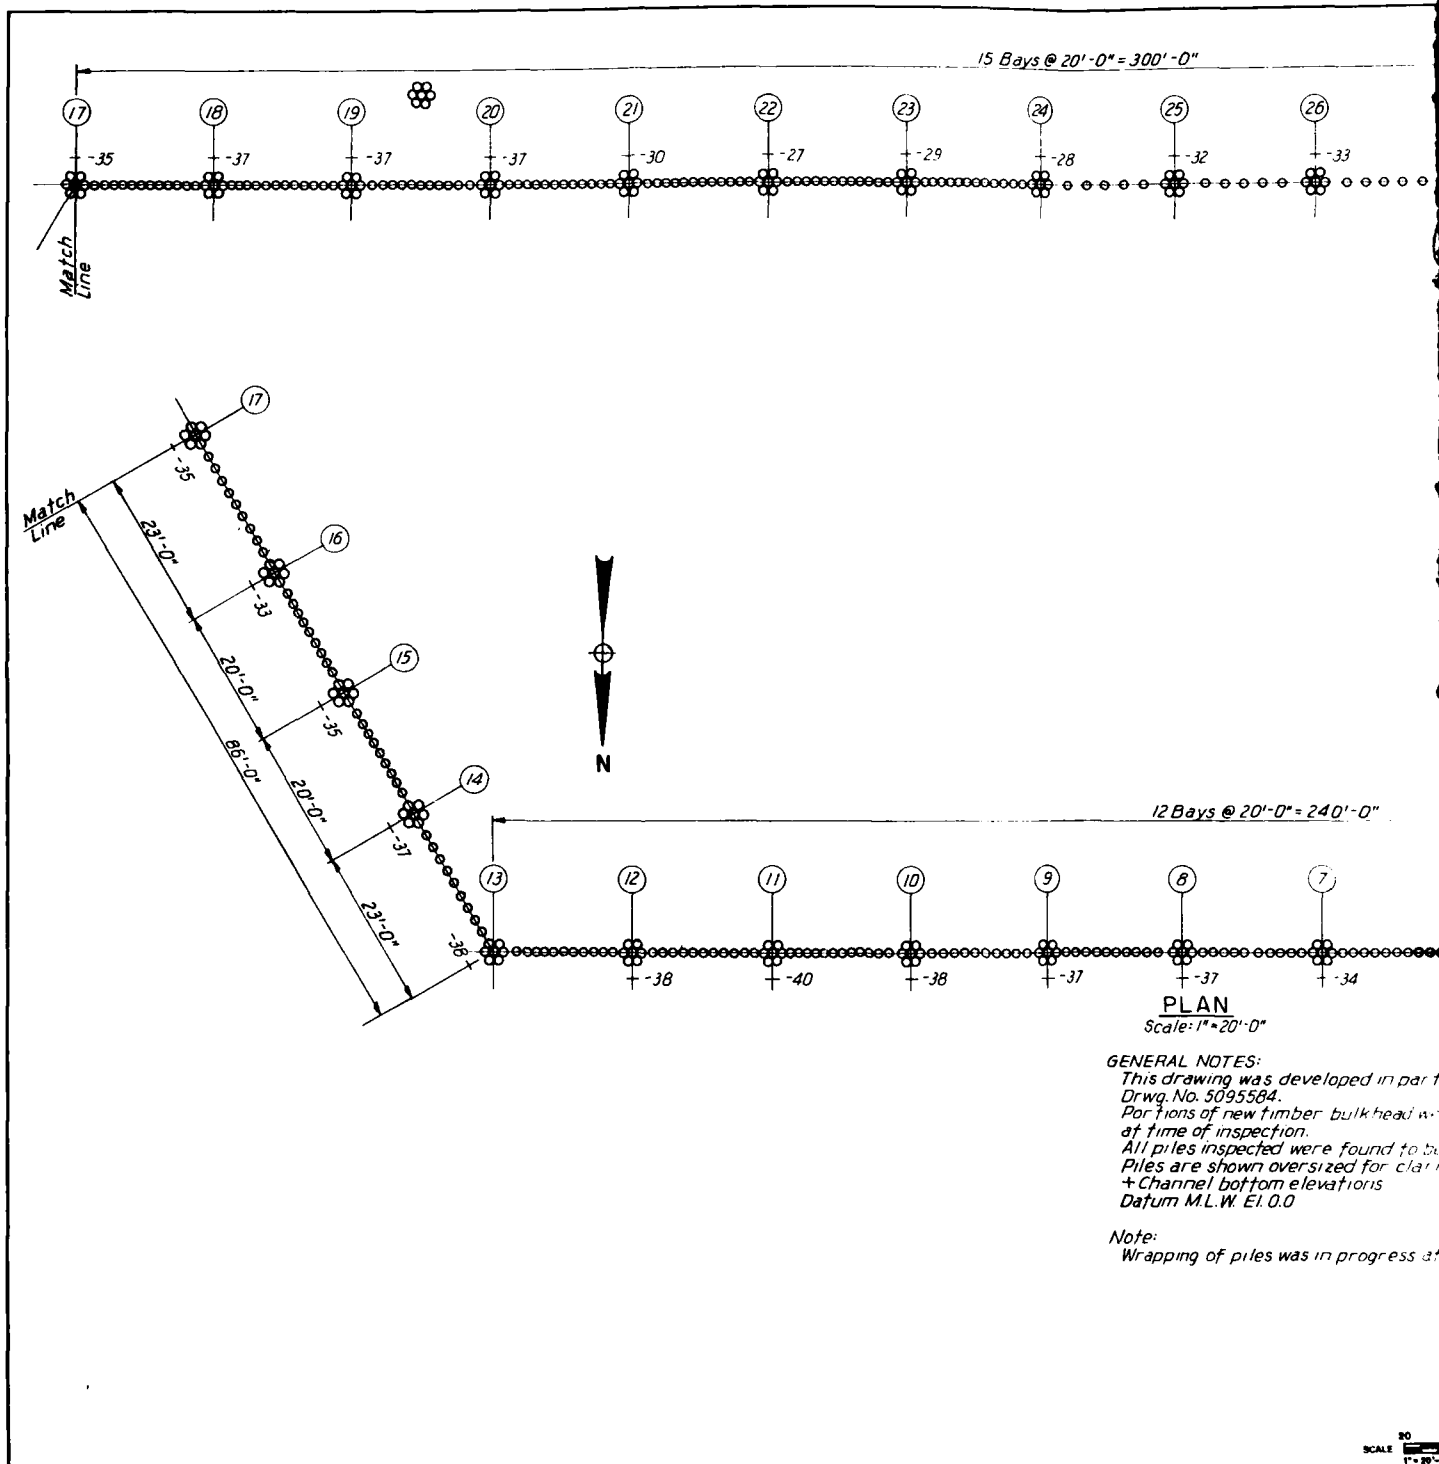 15 Bays @ 20'-0" = 300'-0"
17 18 19 20 21 22 23 24 25 26
-35 -37 -37 -37 -30 -27 -29 -28 -32 -33
Match
Line
17
-35
Match
Line
23'-0"
16
-33
20'-0"
15
-35
86'-0"
20'-0"
14
-37
23'-0"
-38
N
12 Bays @ 20'-0" = 240'-0"
13 12 11 10 9 8 7
-38 -40 -38 -37 -37 -34
PLAN
Scale: 1" = 20'-0"
GENERAL NOTES:
This drawing was developed in part
Drwg. No. 5095584.
Portions of new timber bulkhead
at time of inspection.
All piles inspected were found to
Piles are shown oversized for
+ Channel bottom elevations
Datum M.L.W. El. 0.0
Note:
Wrapping of piles was in progress
20
SCALE
1" = 20'